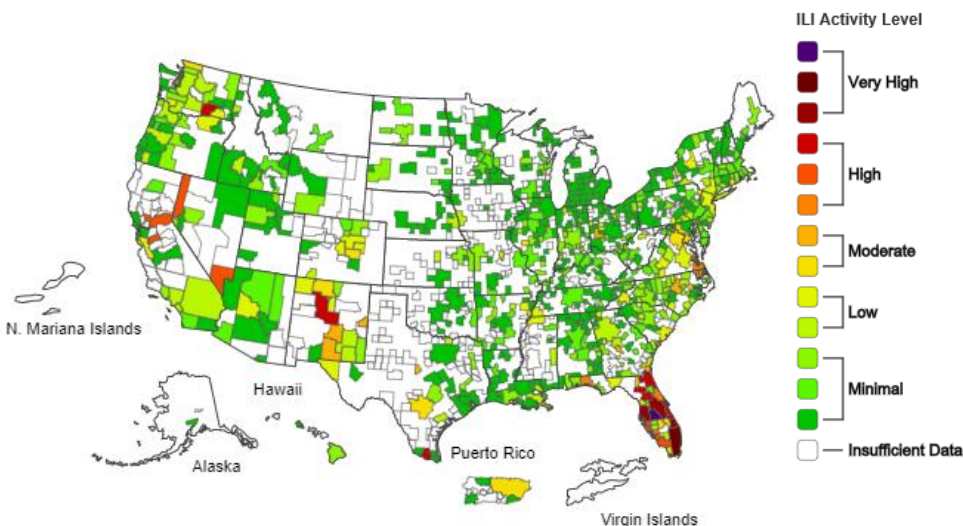 ILI Activity Level
Very High
High
Moderate
Low
Minimal
Insufficient Data
N. Mariana Islands
Hawaii
Alaska
Puerto Rico
Virgin Islands